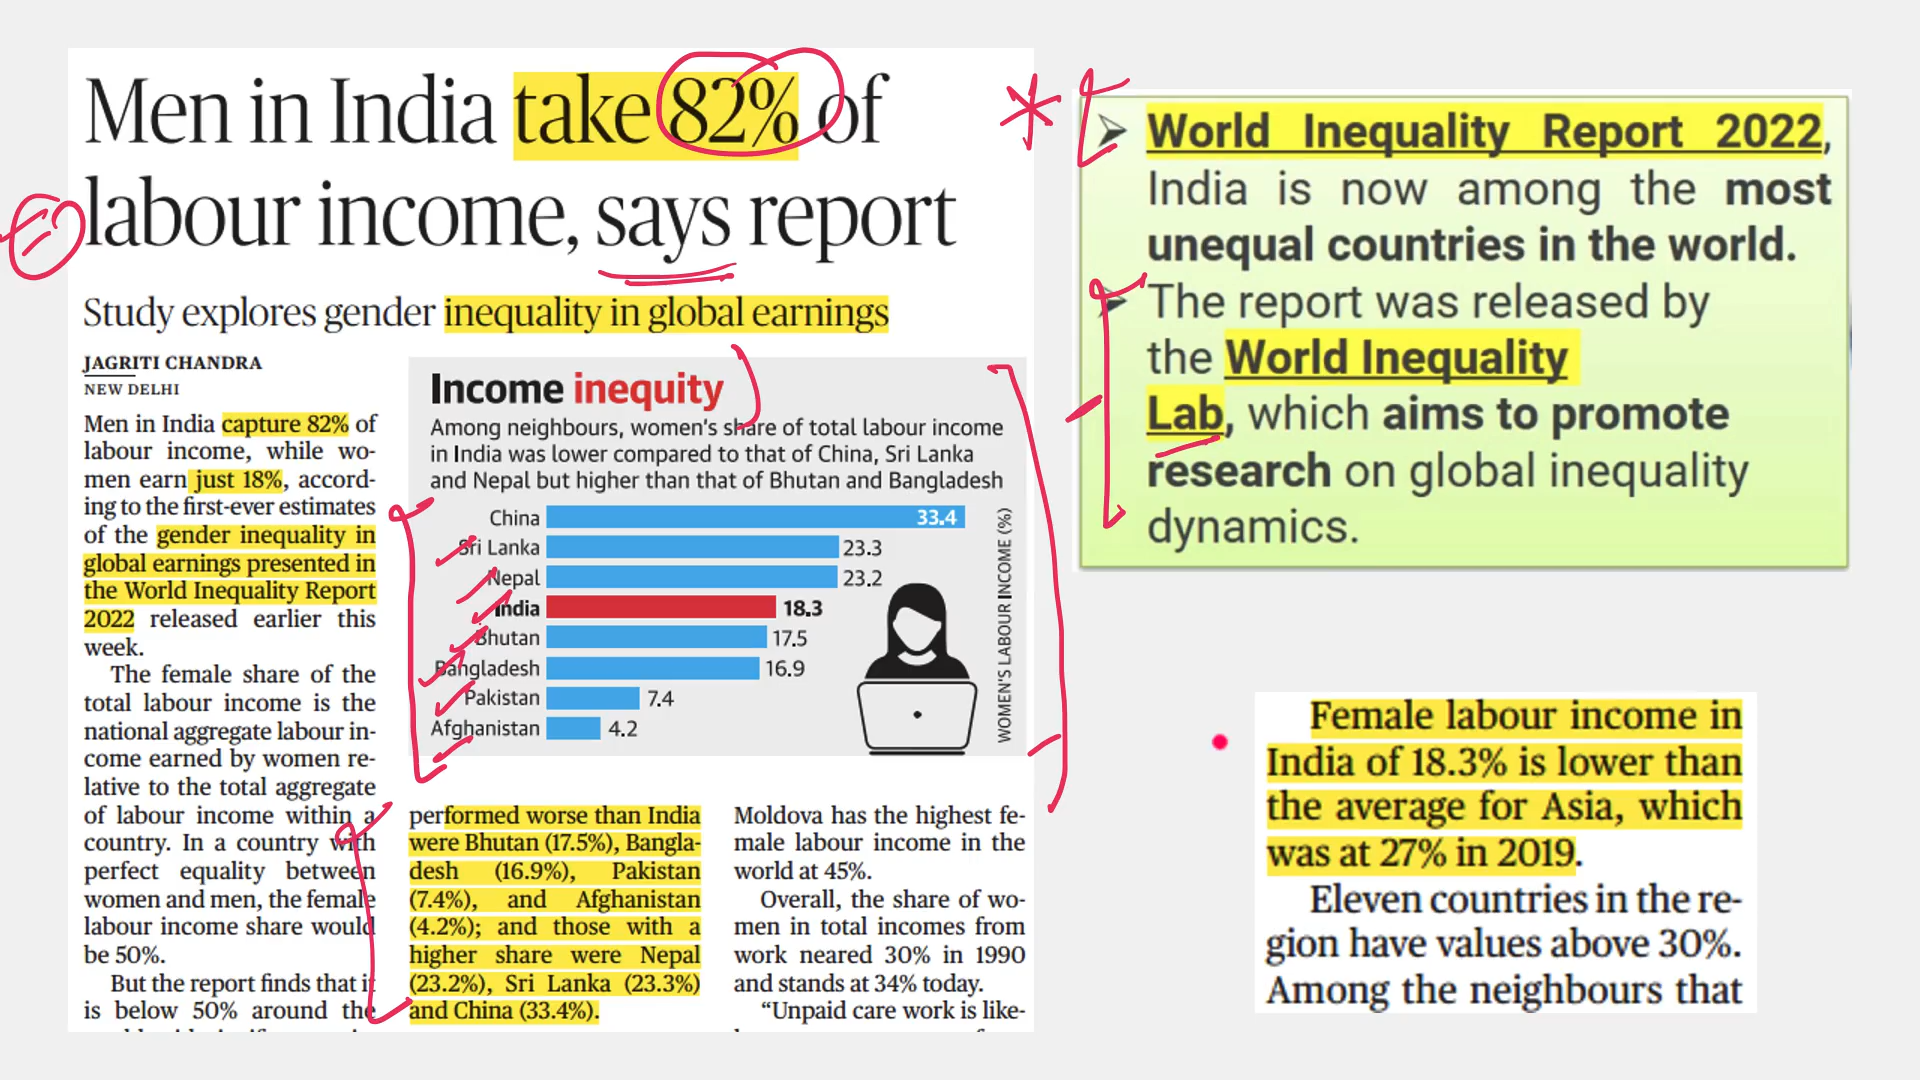 Men in India take 82% of
labour income, says report
Study explores gender inequality in global earnings
JAGRITI CHANDRA
NEW DELHI
Men in India capture 82% of
labour income, while wo-
men earn just 18%, accord-
ing to the first-ever estimates
of the gender inequality in
global earnings presented in
the World Inequality Report
2022 released earlier this
week.
The female share of the
total labour income is the
national aggregate labour in-
come earned by women re-
lative to the total aggregate
of labour income within a
country. In a country with
perfect equality between
women and men, the female
labour income share would
be 50%.
But the report finds that it
is below 50% around the
Income inequity
Among neighbours, women's share of total labour income
in India was lower compared to that of China, Sri Lanka
and Nepal but higher than that of Bhutan and Bangladesh
China 33.4
Sri Lanka 23.3
Nepal 23.2
India 18.3
Bhutan 17.5
Bangladesh 16.9
Pakistan 7.4
Afghanistan 4.2
WOMEN'S LABOUR INCOME (%)
performed worse than India
were Bhutan (17.5%), Bangla-
desh (16.9%), Pakistan
(7.4%), and Afghanistan
(4.2%); and those with a
higher share were Nepal
(23.2%), Sri Lanka (23.3%)
and China (33.4%).
Moldova has the highest fe-
male labour income in the
world at 45%.
Overall, the share of wo-
men in total incomes from
work neared 30% in 1990
and stands at 34% today.
“Unpaid care work is like-
World Inequality Report 2022,
India is now among the most
unequal countries in the world.
The report was released by
the World Inequality
Lab, which aims to promote
research on global inequality
dynamics.
Female labour income in
India of 18.3% is lower than
the average for Asia, which
was at 27% in 2019.
Eleven countries in the re-
gion have values above 30%.
Among the neighbours that